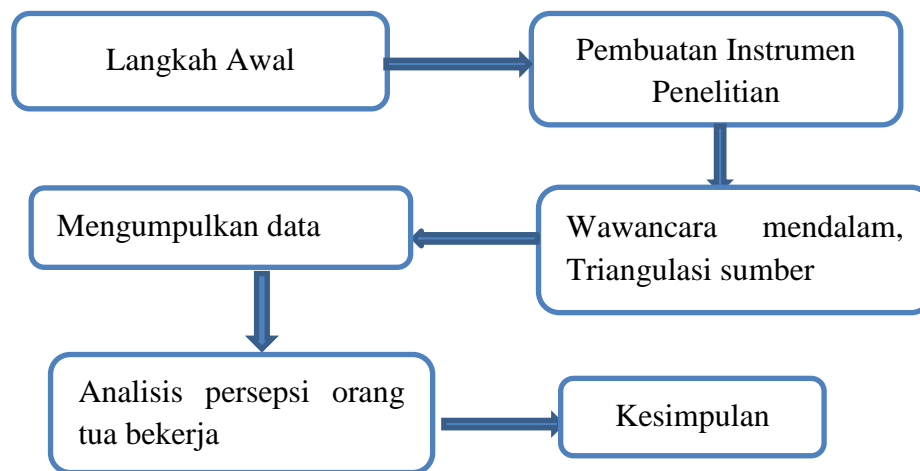 Langkah Awal
Pembuatan Instrumen
Penelitian
Wawancara mendalam,
Triangulasi sumber
Mengumpulkan data
Analisis persepsi orang
tua bekerja
Kesimpulan